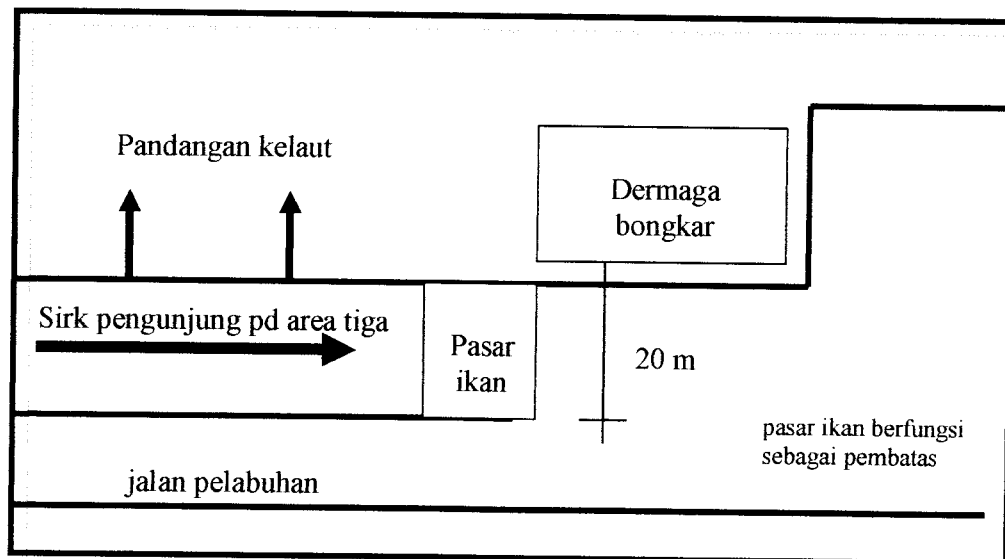 Pandangan kelaut
Dermaga
bongkar
Sirk pengunjung pd area tiga
Pasar
ikan
20 m
pasar ikan berfungsi
sebagai pembatas
jalan pelabuhan